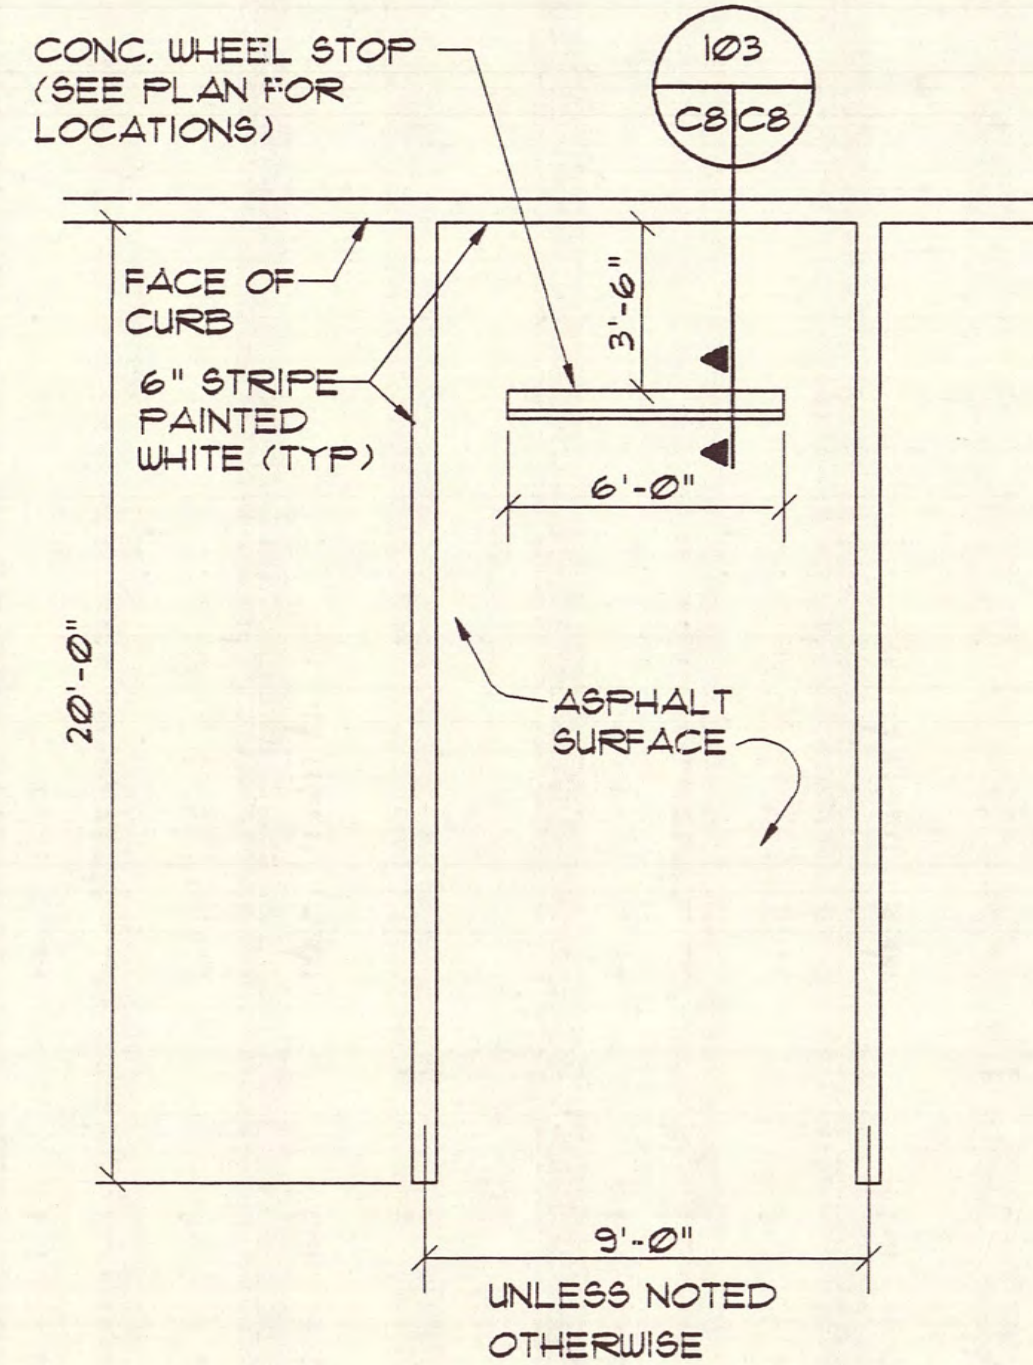 CONC. WHEEL STOP
(SEE PLAN FOR
LOCATIONS)
103
C8 C8
FACE OF
CURB
3'-6"
6" STRIPE
PAINTED
WHITE (TYP)
6'-0"
20'-0"
ASPHALT
SURFACE
9'-0"
UNLESS NOTED
OTHERWISE